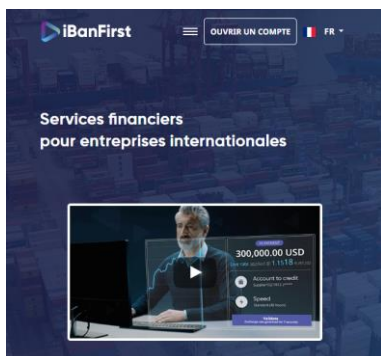 iBanFirst
OUVRIR UN COMPTE
FR
Services financiers
pour entreprises internationales
300,000.00 USD
Account to credit
Speed